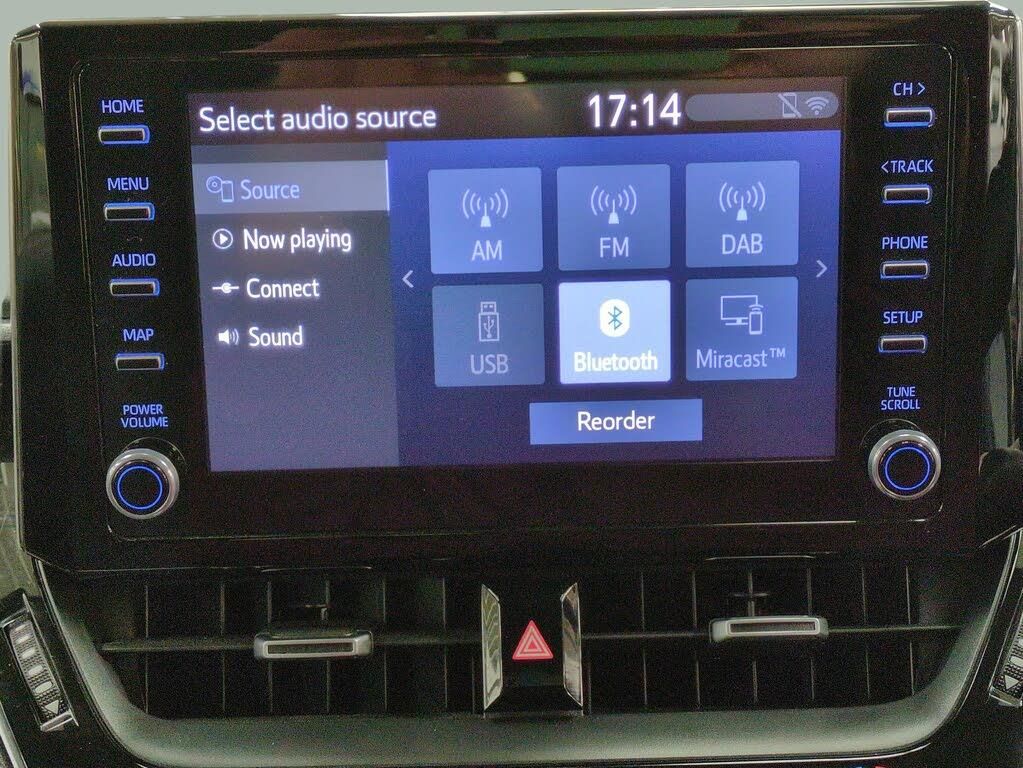 Select audio source 17:14
HOME
MENU
AUDIO
MAP
POWER
VOLUME
Source
Now playing
Connect
Sound
AM
FM
DAB
USB
Bluetooth
Miracast™
Reorder
CH >
<TRACK
PHONE
SETUP
TUNE
SCROLL